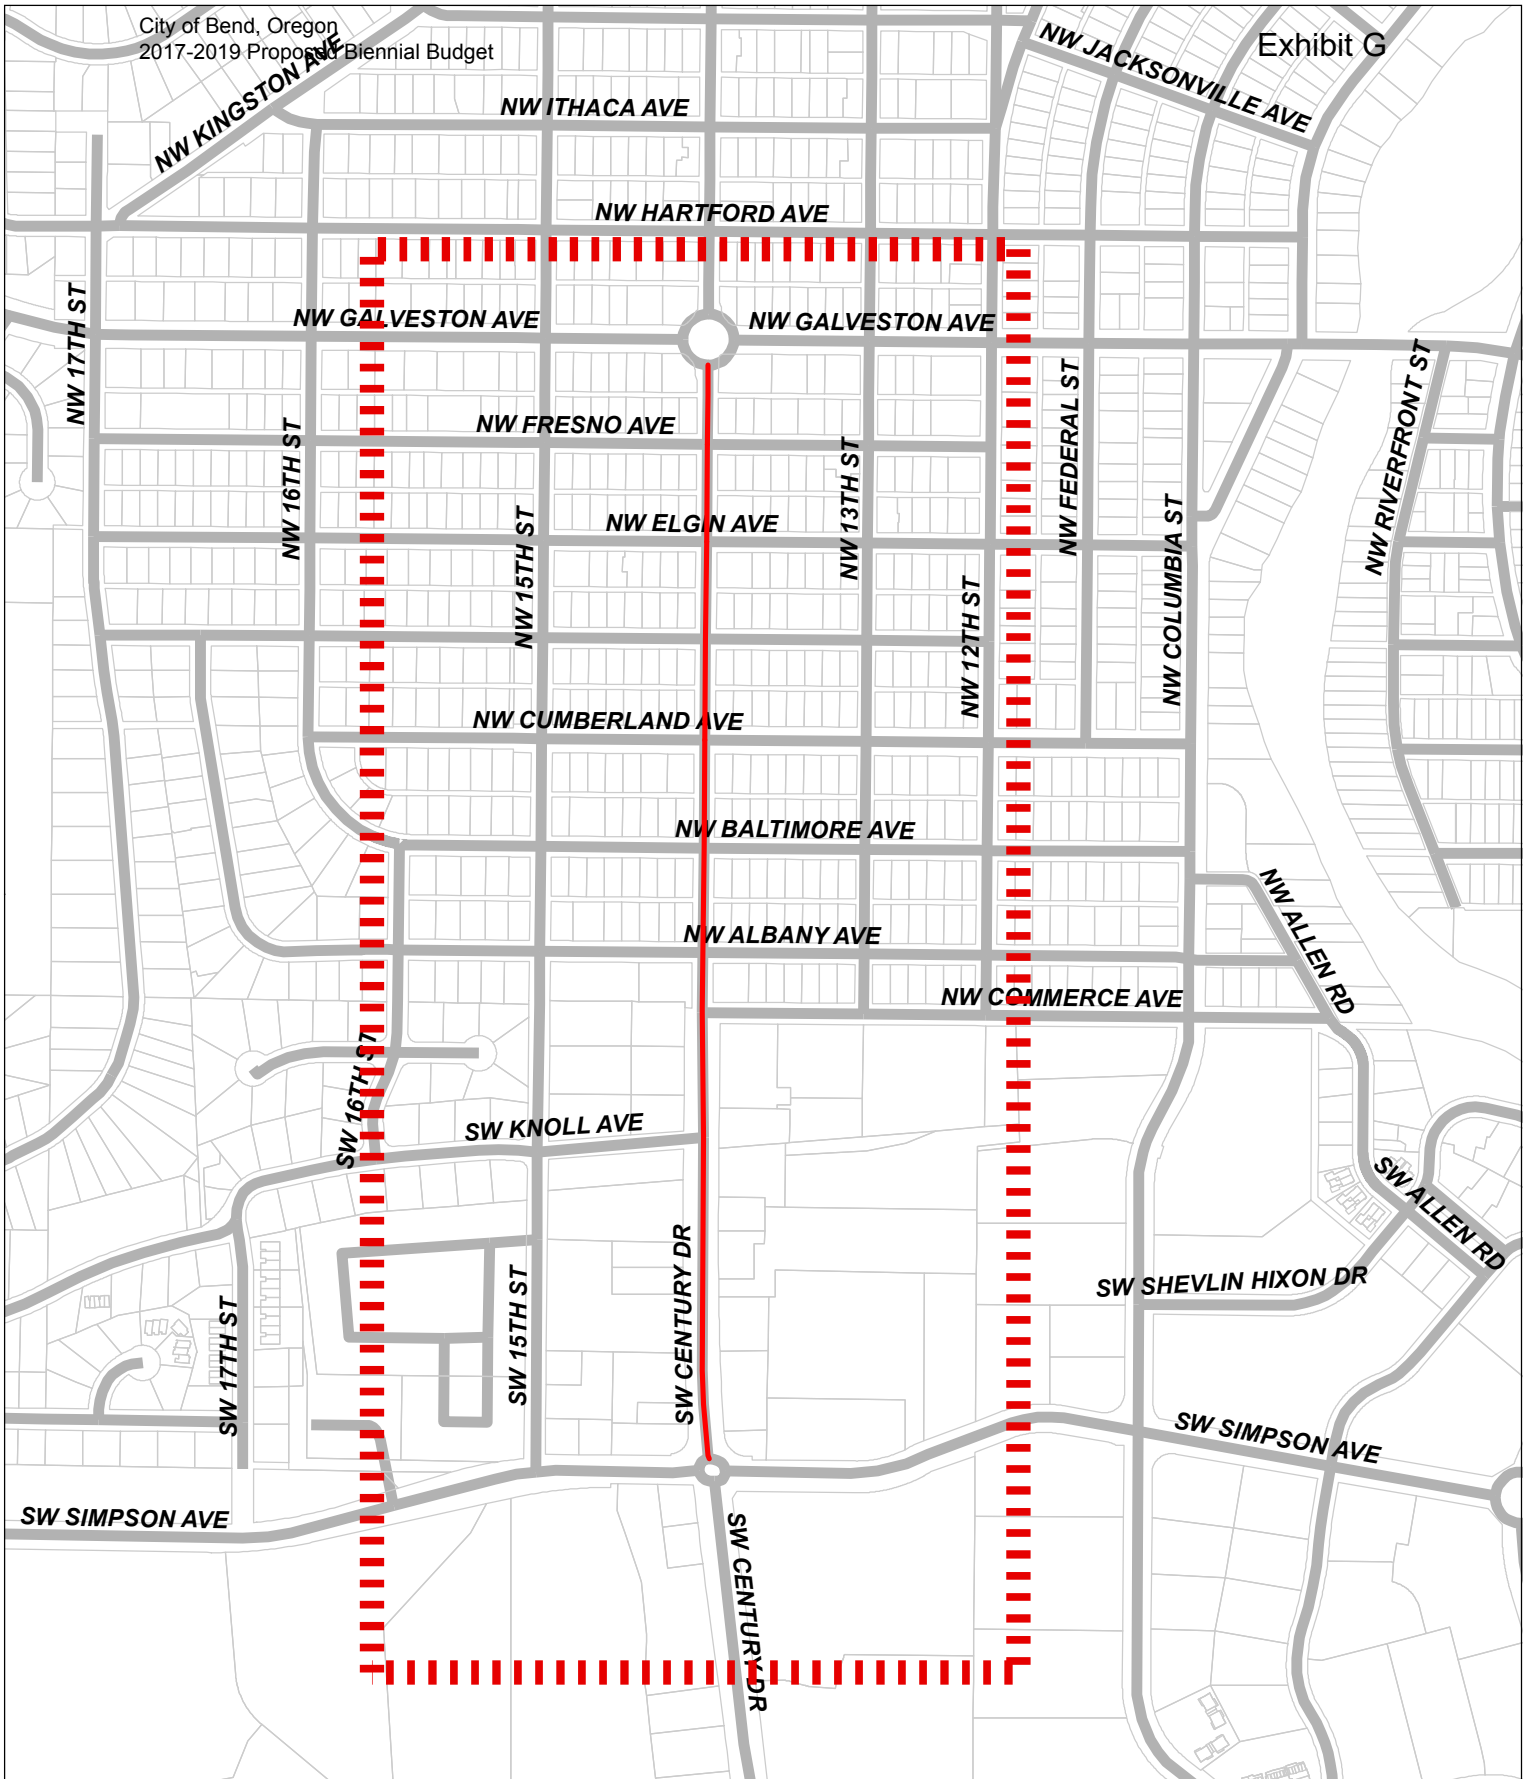 City of Bend, Oregon
2017-2019 Proposed Biennial Budget
Exhibit G
NW KINGSTON AVE
NW JACKSONVILLE AVE
NW ITHACA AVE
NW HARTFORD AVE
NW 17TH ST
NW GALVESTON AVE
NW GALVESTON AVE
NW RIVERFRONT ST
NW FEDERAL ST
NW FRESNO AVE
NW 16TH ST
NW 13TH ST
NW ELGIN AVE
NW 15TH ST
NW COLUMBIA ST
NW 12TH ST
NW CUMBERLAND AVE
NW BALTIMORE AVE
NW ALLEN RD
NW ALBANY AVE
NW COMMERCE AVE
SW 16TH ST
SW KNOLL AVE
SW ALLEN RD
SW CENTURY DR
SW SHEVLIN HIXON DR
SW 15TH ST
SW 17TH ST
SW SIMPSON AVE
SW SIMPSON AVE
SW CENTURY DR